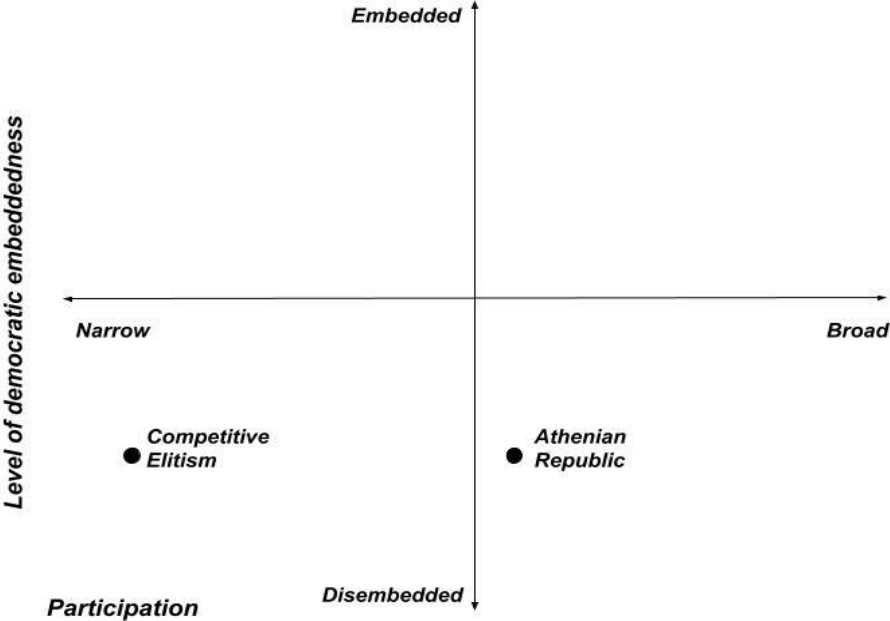 Embedded
Level of democratic embeddedness
Narrow
Broad
Competitive
Elitism
Athenian
Republic
Disembedded
Participation